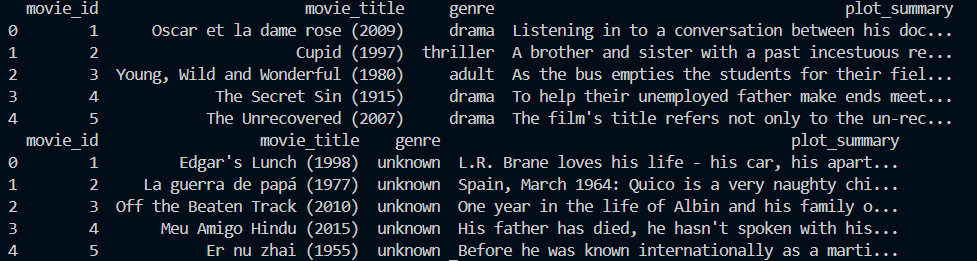 movie_id movie_title genre plot_summary
0 1 Oscar et la dame rose (2009) drama Listening in to a conversation between his doc...
1 2 Cupid (1997) thriller A brother and sister with a past incestuous re...
2 3 Young, Wild and Wonderful (1980) adult As the bus empties the students for their fiel...
3 4 The Secret Sin (1915) drama To help their unemployed father make ends meet...
4 5 The Unrecovered (2007) drama The film's title refers not only to the un-rec...
movie_id movie_title genre plot_summary
0 1 Edgar's Lunch (1998) unknown L.R. Brane loves his life - his car, his apart...
1 2 La guerra de papá (1977) unknown Spain, March 1964: Quico is a very naughty chi...
2 3 Off the Beaten Track (2010) unknown One year in the life of Albin and his family o...
3 4 Meu Amigo Hindu (2015) unknown His father has died, he hasn't spoken with his...
4 5 Er nu zhai (1955) unknown Before he was known internationally as a marti...